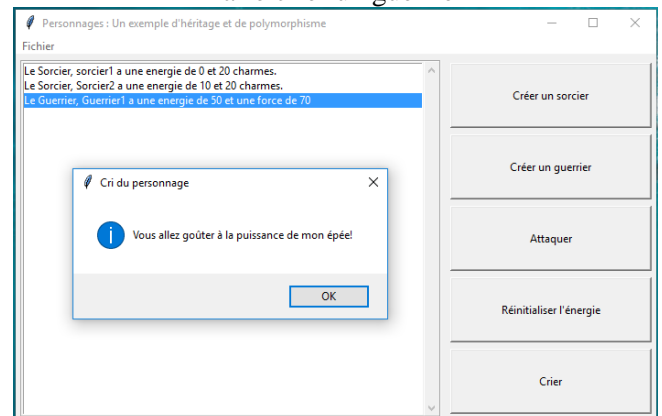 Personnages : Un exemple d'héritage et de polymorphisme
Fichier
Le Sorcier, sorcier1 a une energie de 0 et 20 charmes.
Le Sorcier, Sorcier2 a une energie de 10 et 20 charmes.
Le Guerrier, Guerrier1 a une energie de 50 et une force de 70
Cri du personnage
Vous allez goûter à la puissance de mon épée!
OK
Créer un sorcier
Créer un guerrier
Attaquer
Réinitialiser l'énergie
Crier